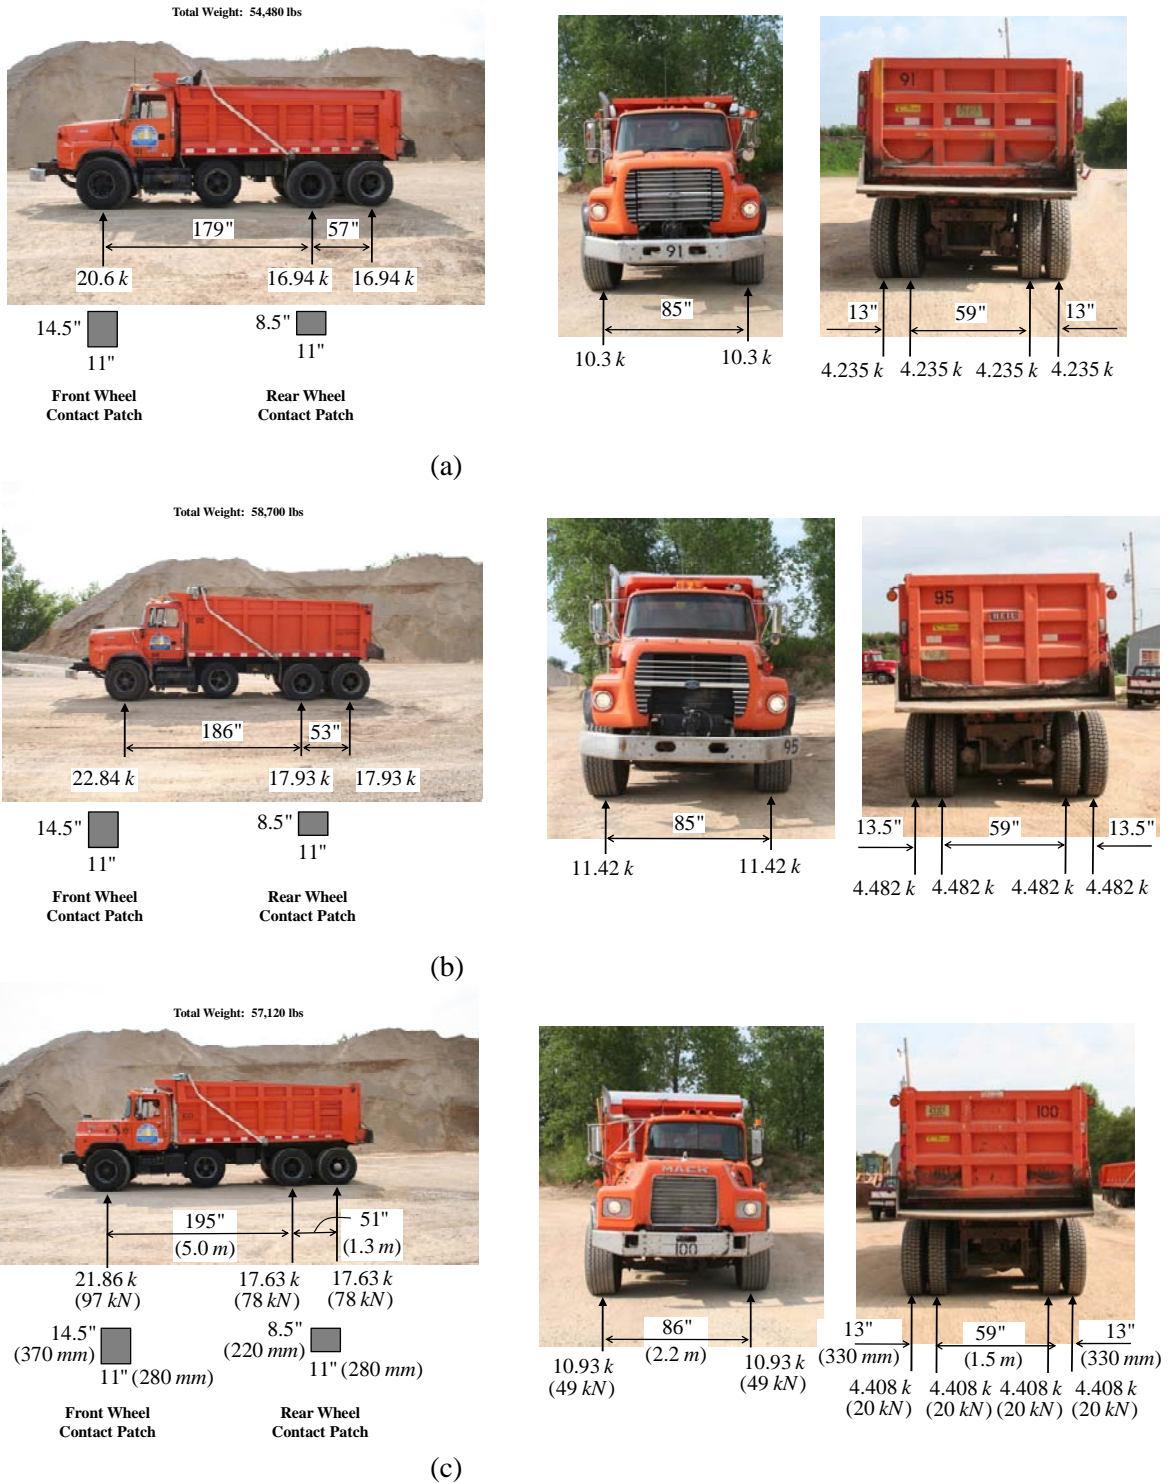 Total Weight: 54,480 lbs
91
91
179"
57"
20.6 k
16.94 k
16.94 k
85"
10.3 k
10.3 k
13"
59"
13"
4.235 k
4.235 k
4.235 k
4.235 k
14.5"
11"
8.5"
11"
Front Wheel
Contact Patch
Rear Wheel
Contact Patch
(a)
Total Weight: 58,700 lbs
95
95
HEIL
186"
53"
22.84 k
17.93 k
17.93 k
85"
11.42 k
11.42 k
13.5"
59"
13.5"
4.482 k
4.482 k
4.482 k
4.482 k
14.5"
11"
8.5"
11"
Front Wheel
Contact Patch
Rear Wheel
Contact Patch
(b)
Total Weight: 57,120 lbs
MACK
100
100
195"
(5.0 m)
51"
(1.3 m)
21.86 k
(97 kN)
17.63 k
(78 kN)
17.63 k
(78 kN)
86"
(2.2 m)
10.93 k
(49 kN)
10.93 k
(49 kN)
13"
(330 mm)
59"
(1.5 m)
13"
(330 mm)
4.408 k
(20 kN)
4.408 k
(20 kN)
4.408 k
(20 kN)
4.408 k
(20 kN)
14.5"
(370 mm)
11" (280 mm)
8.5"
(220 mm)
11" (280 mm)
Front Wheel
Contact Patch
Rear Wheel
Contact Patch
(c)